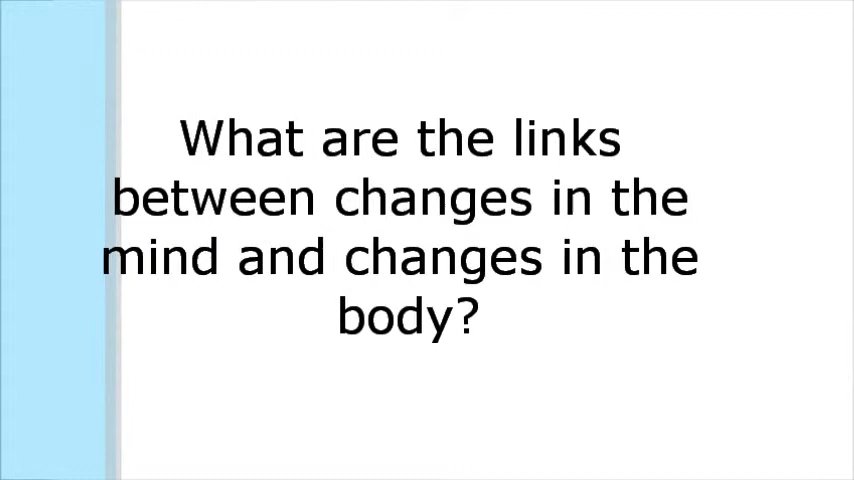 What are the links
between changes in the
mind and changes in the
body?